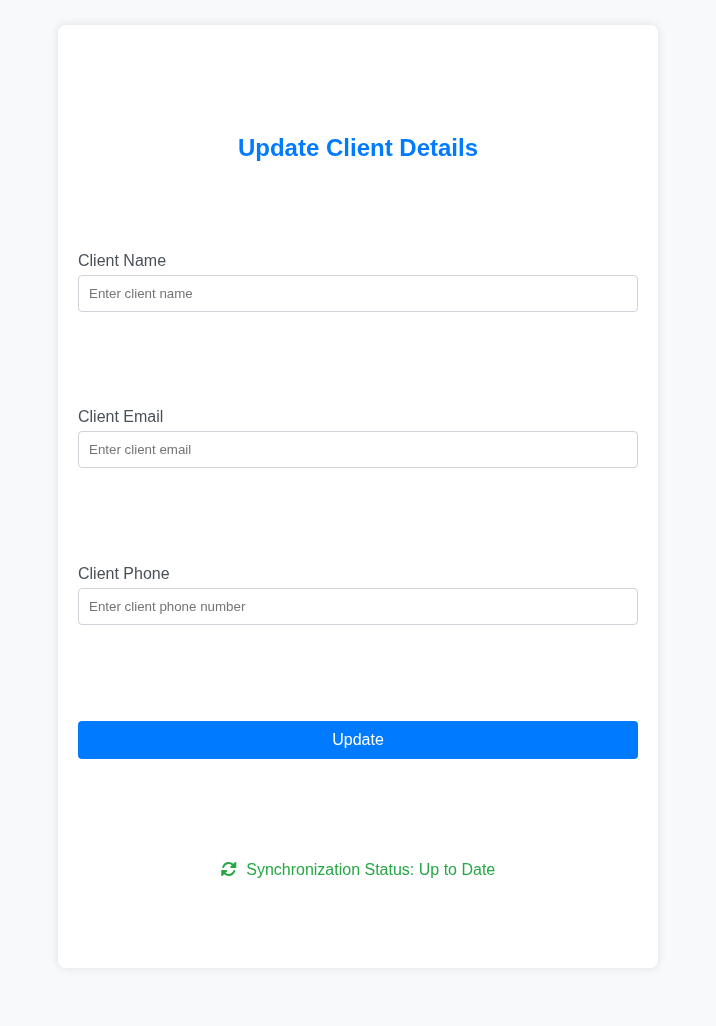 Update Client Details
Client Name
Enter client name
Client Email
Enter client email
Client Phone
Enter client phone number
Update
Synchronization Status: Up to Date